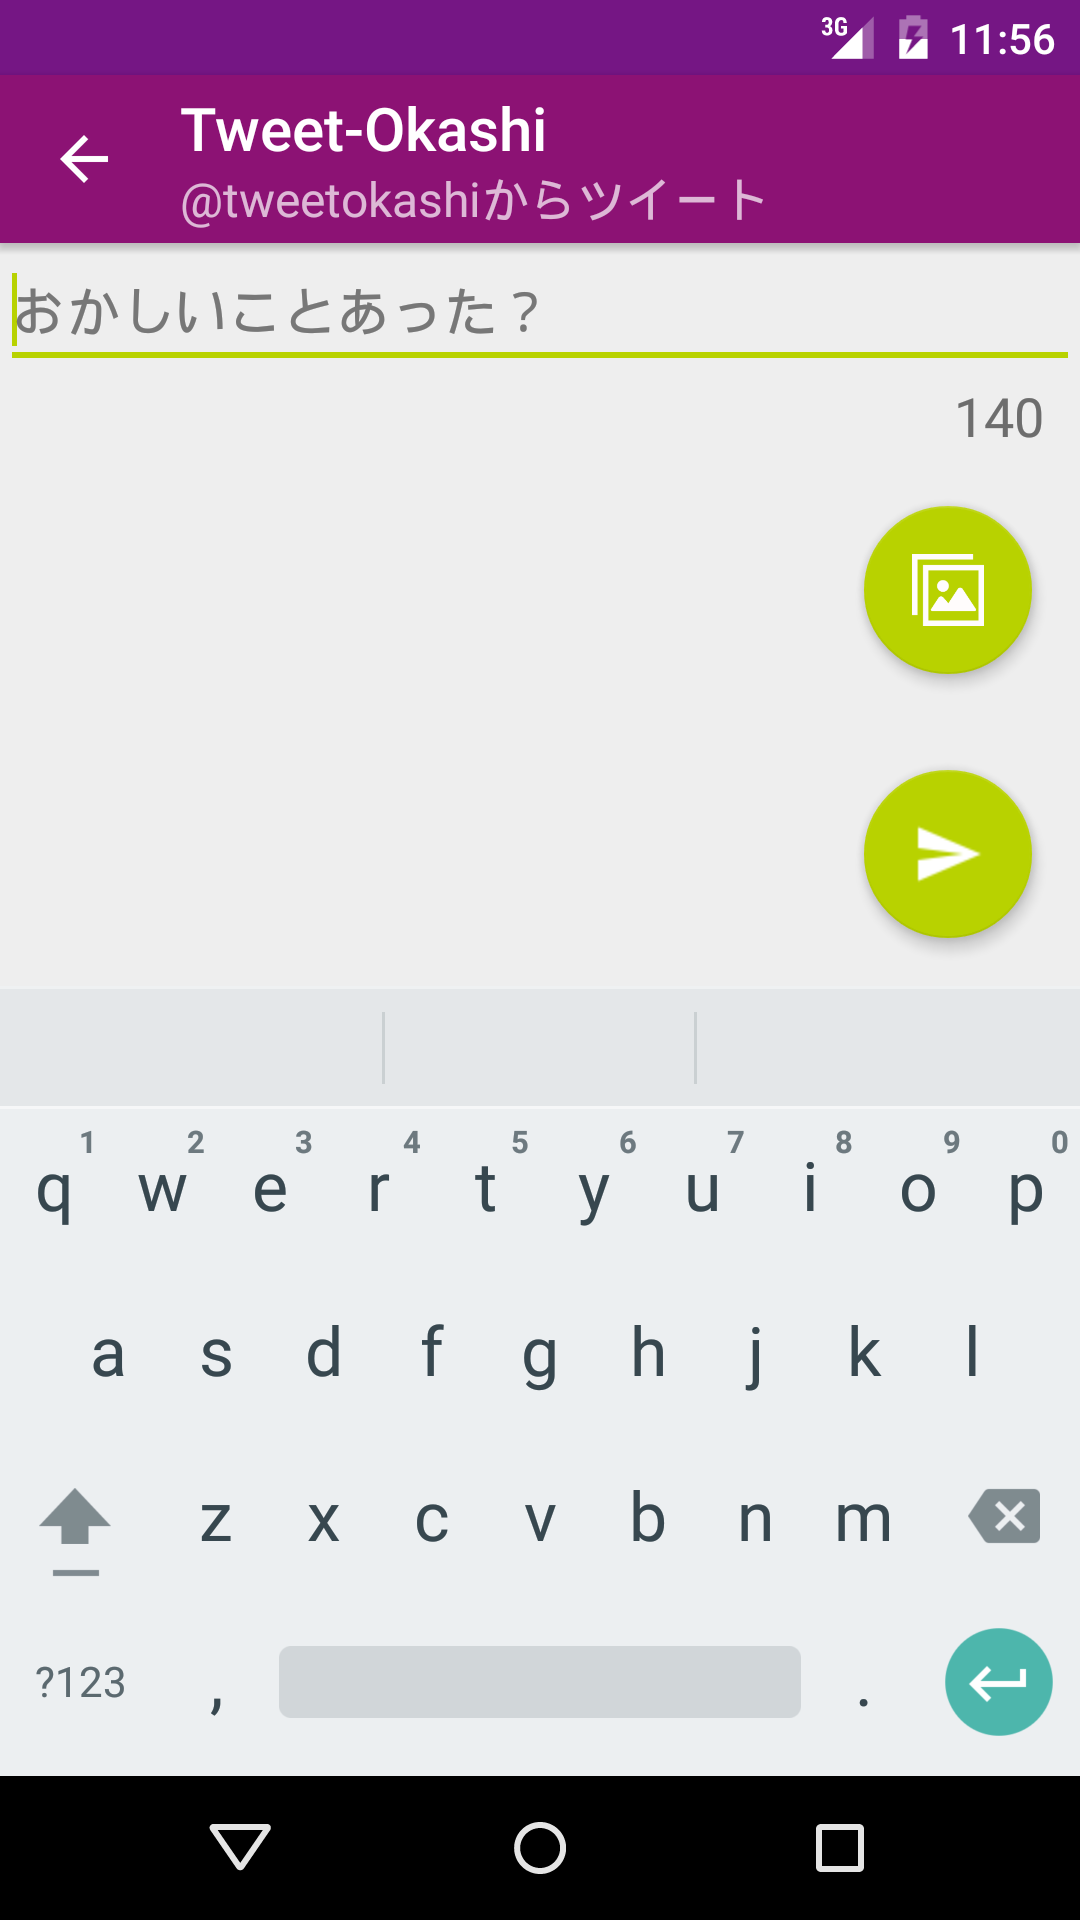 3G 11:56
Tweet-Okashi
@tweetokashiからツイート
おかしいことあった？
140
1 2 3 4 5 6 7 8 9 0
q w e r t y u i o p
a s d f g h j k l
z x c v b n m
?123 , .